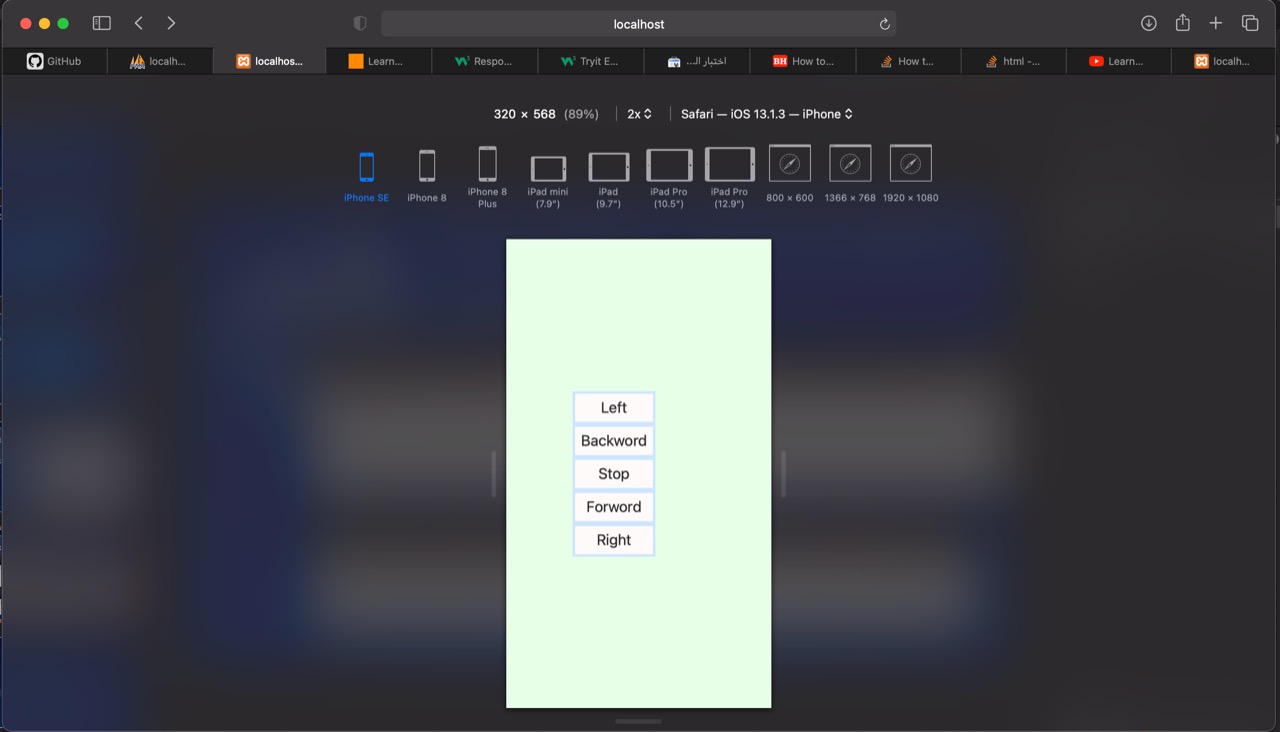 localhost
GitHub
localh...
localhos...
Learn...
Respo...
Tryit E...
اختبار الـ...
BH How to...
How t...
html -...
Learn...
localh...
320 × 568 (89%) 2x Safari — iOS 13.1.3 — iPhone
iPhone SE
iPhone 8
iPhone 8
Plus
iPad mini
(7.9")
iPad
(9.7")
iPad Pro
(10.5")
iPad Pro
(12.9")
800 × 600
1366 × 768
1920 × 1080
Left
Backword
Stop
Forword
Right